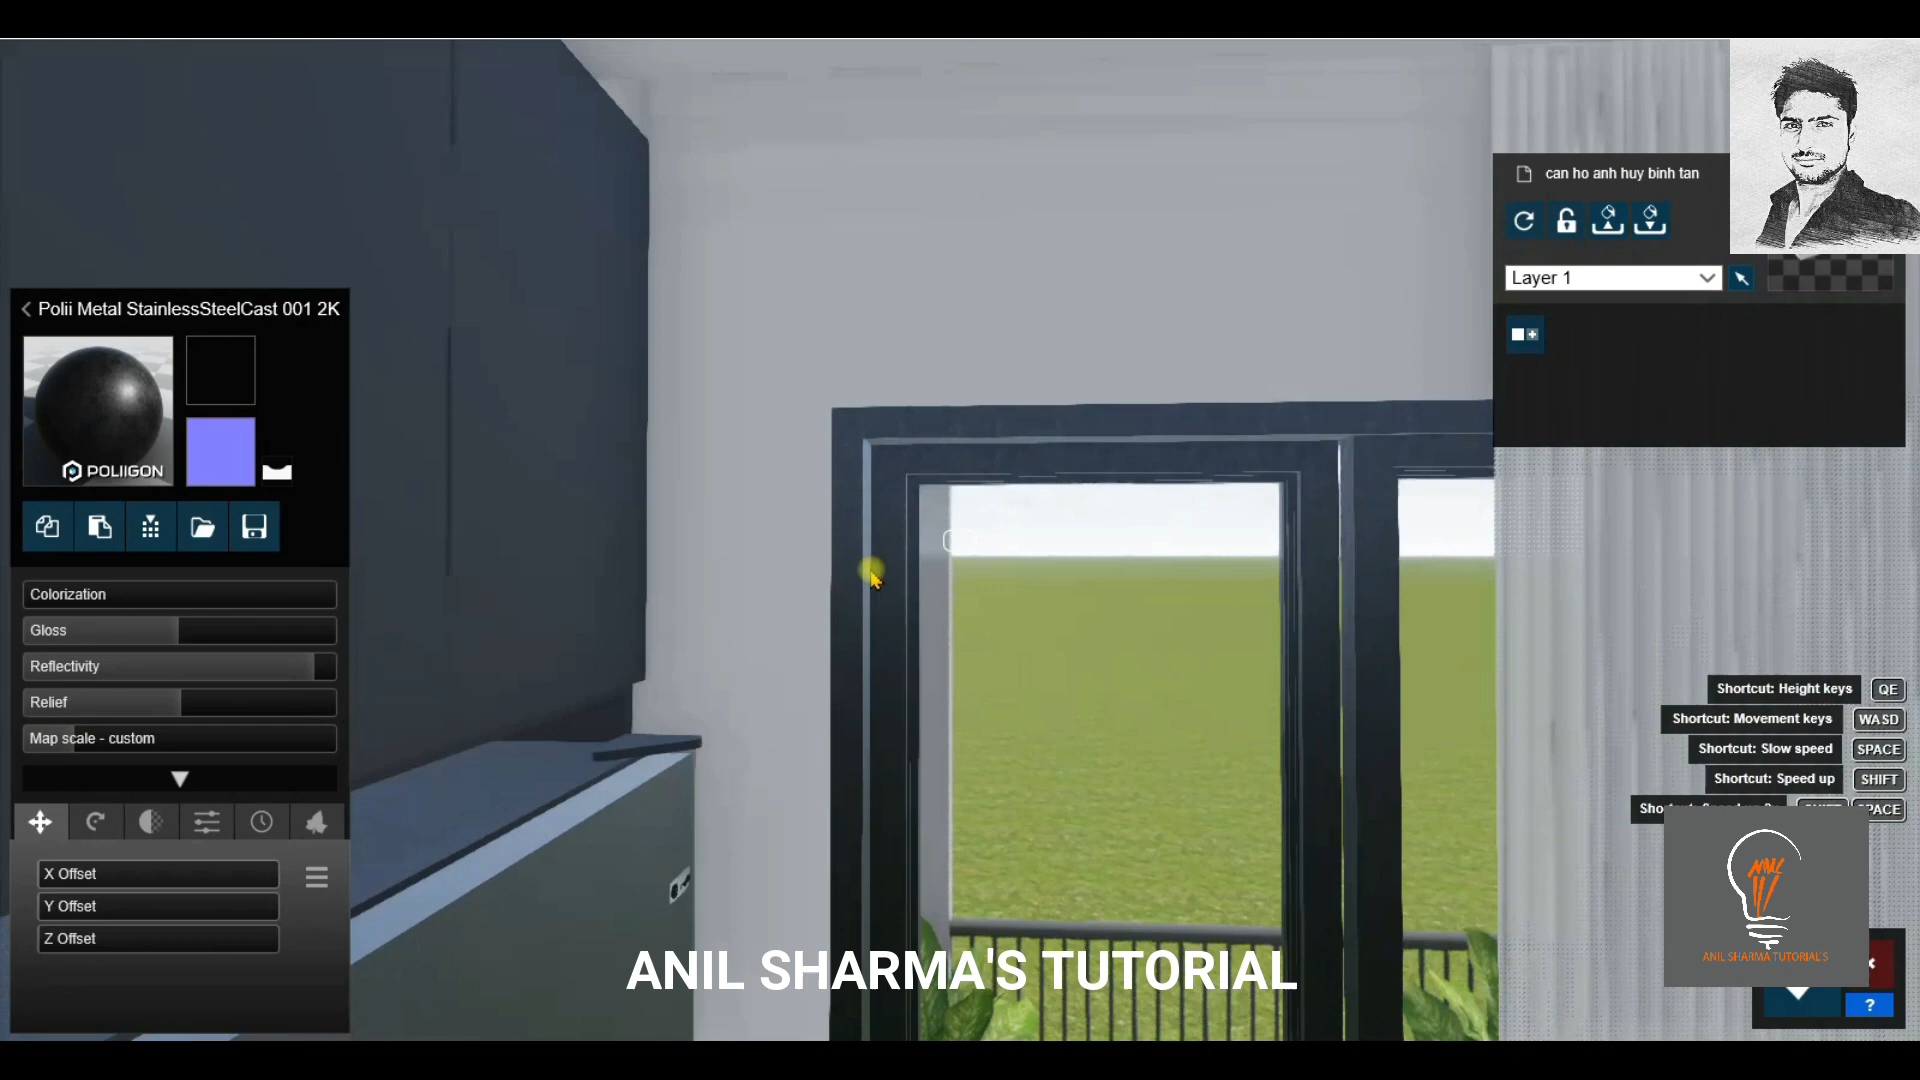 can ho anh huy binh tan
Layer 1
Polii Metal StainlessSteelCast 001 2K
POLIIGON
Colorization
Gloss
Reflectivity
Relief
Map scale - custom
X Offset
Y Offset
Z Offset
Shortcut: Height keys QE
Shortcut: Movement keys WASD
Shortcut: Slow speed SPACE
Shortcut: Speed up SHIFT
ANIL SHARMA TUTORIAL'S
ANIL SHARMA'S TUTORIAL
?